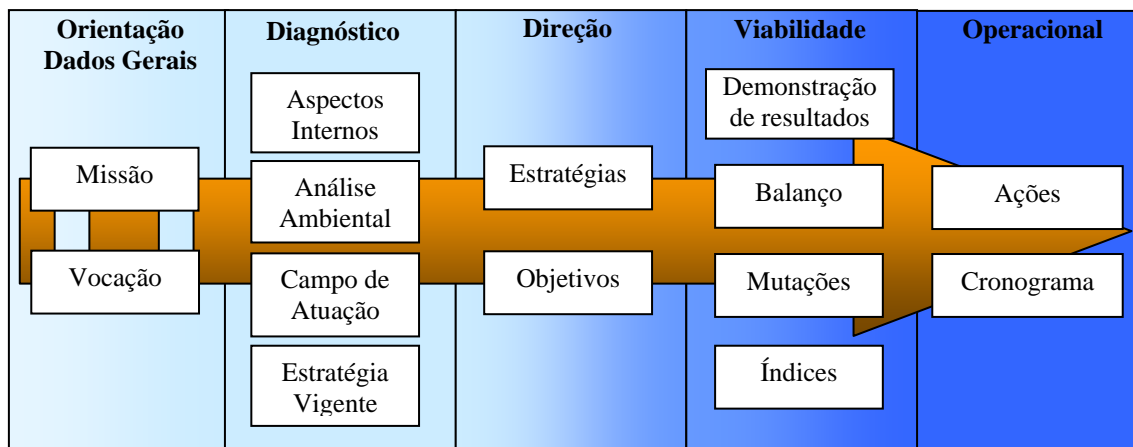 Orientação
Dados Gerais
Missão
Vocação
Diagnóstico
Aspectos
Internos
Análise
Ambiental
Campo de
Atuação
Estratégia
Vigente
Direção
Estratégias
Objetivos
Viabilidade
Demonstração
de resultados
Balanço
Mutações
Índices
Operacional
Ações
Cronograma